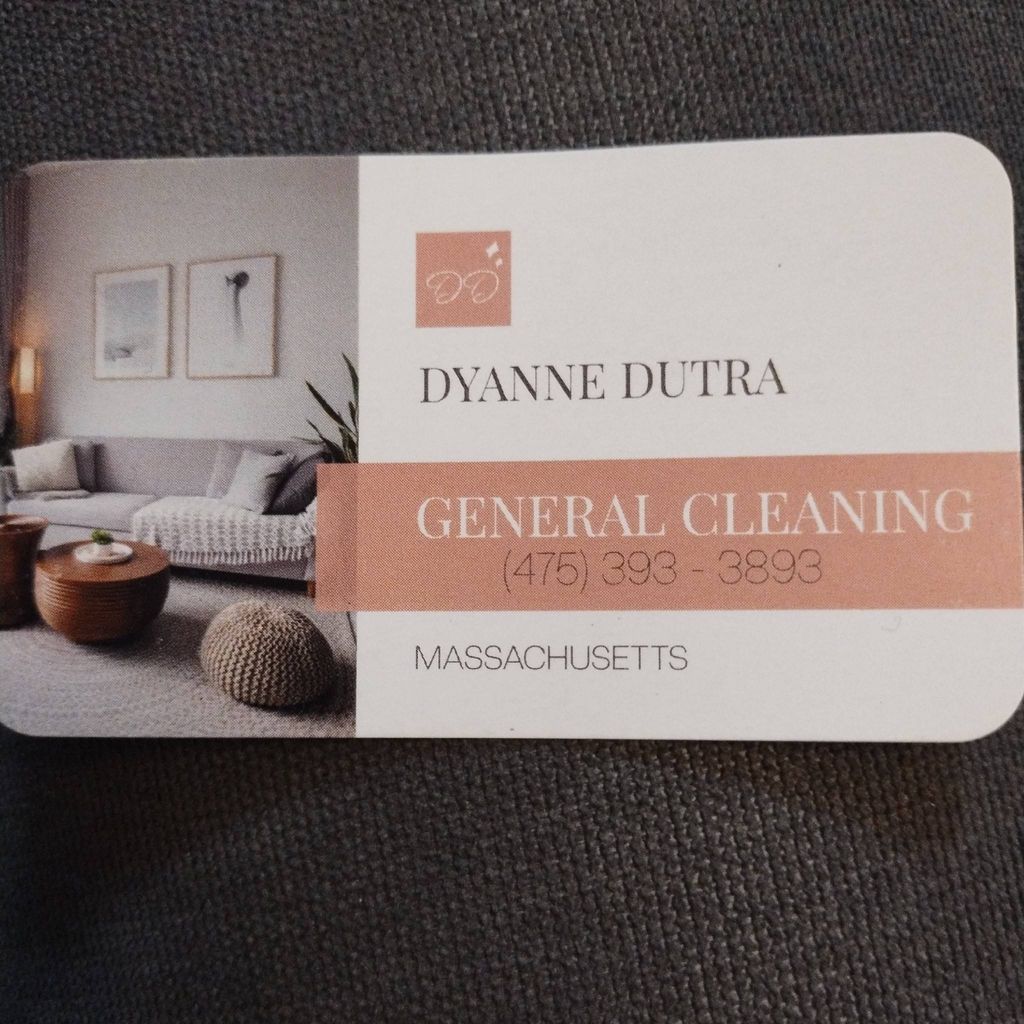 DD
DYANNE DUTRA
GENERAL CLEANING
(475) 393 - 3893
MASSACHUSETTS